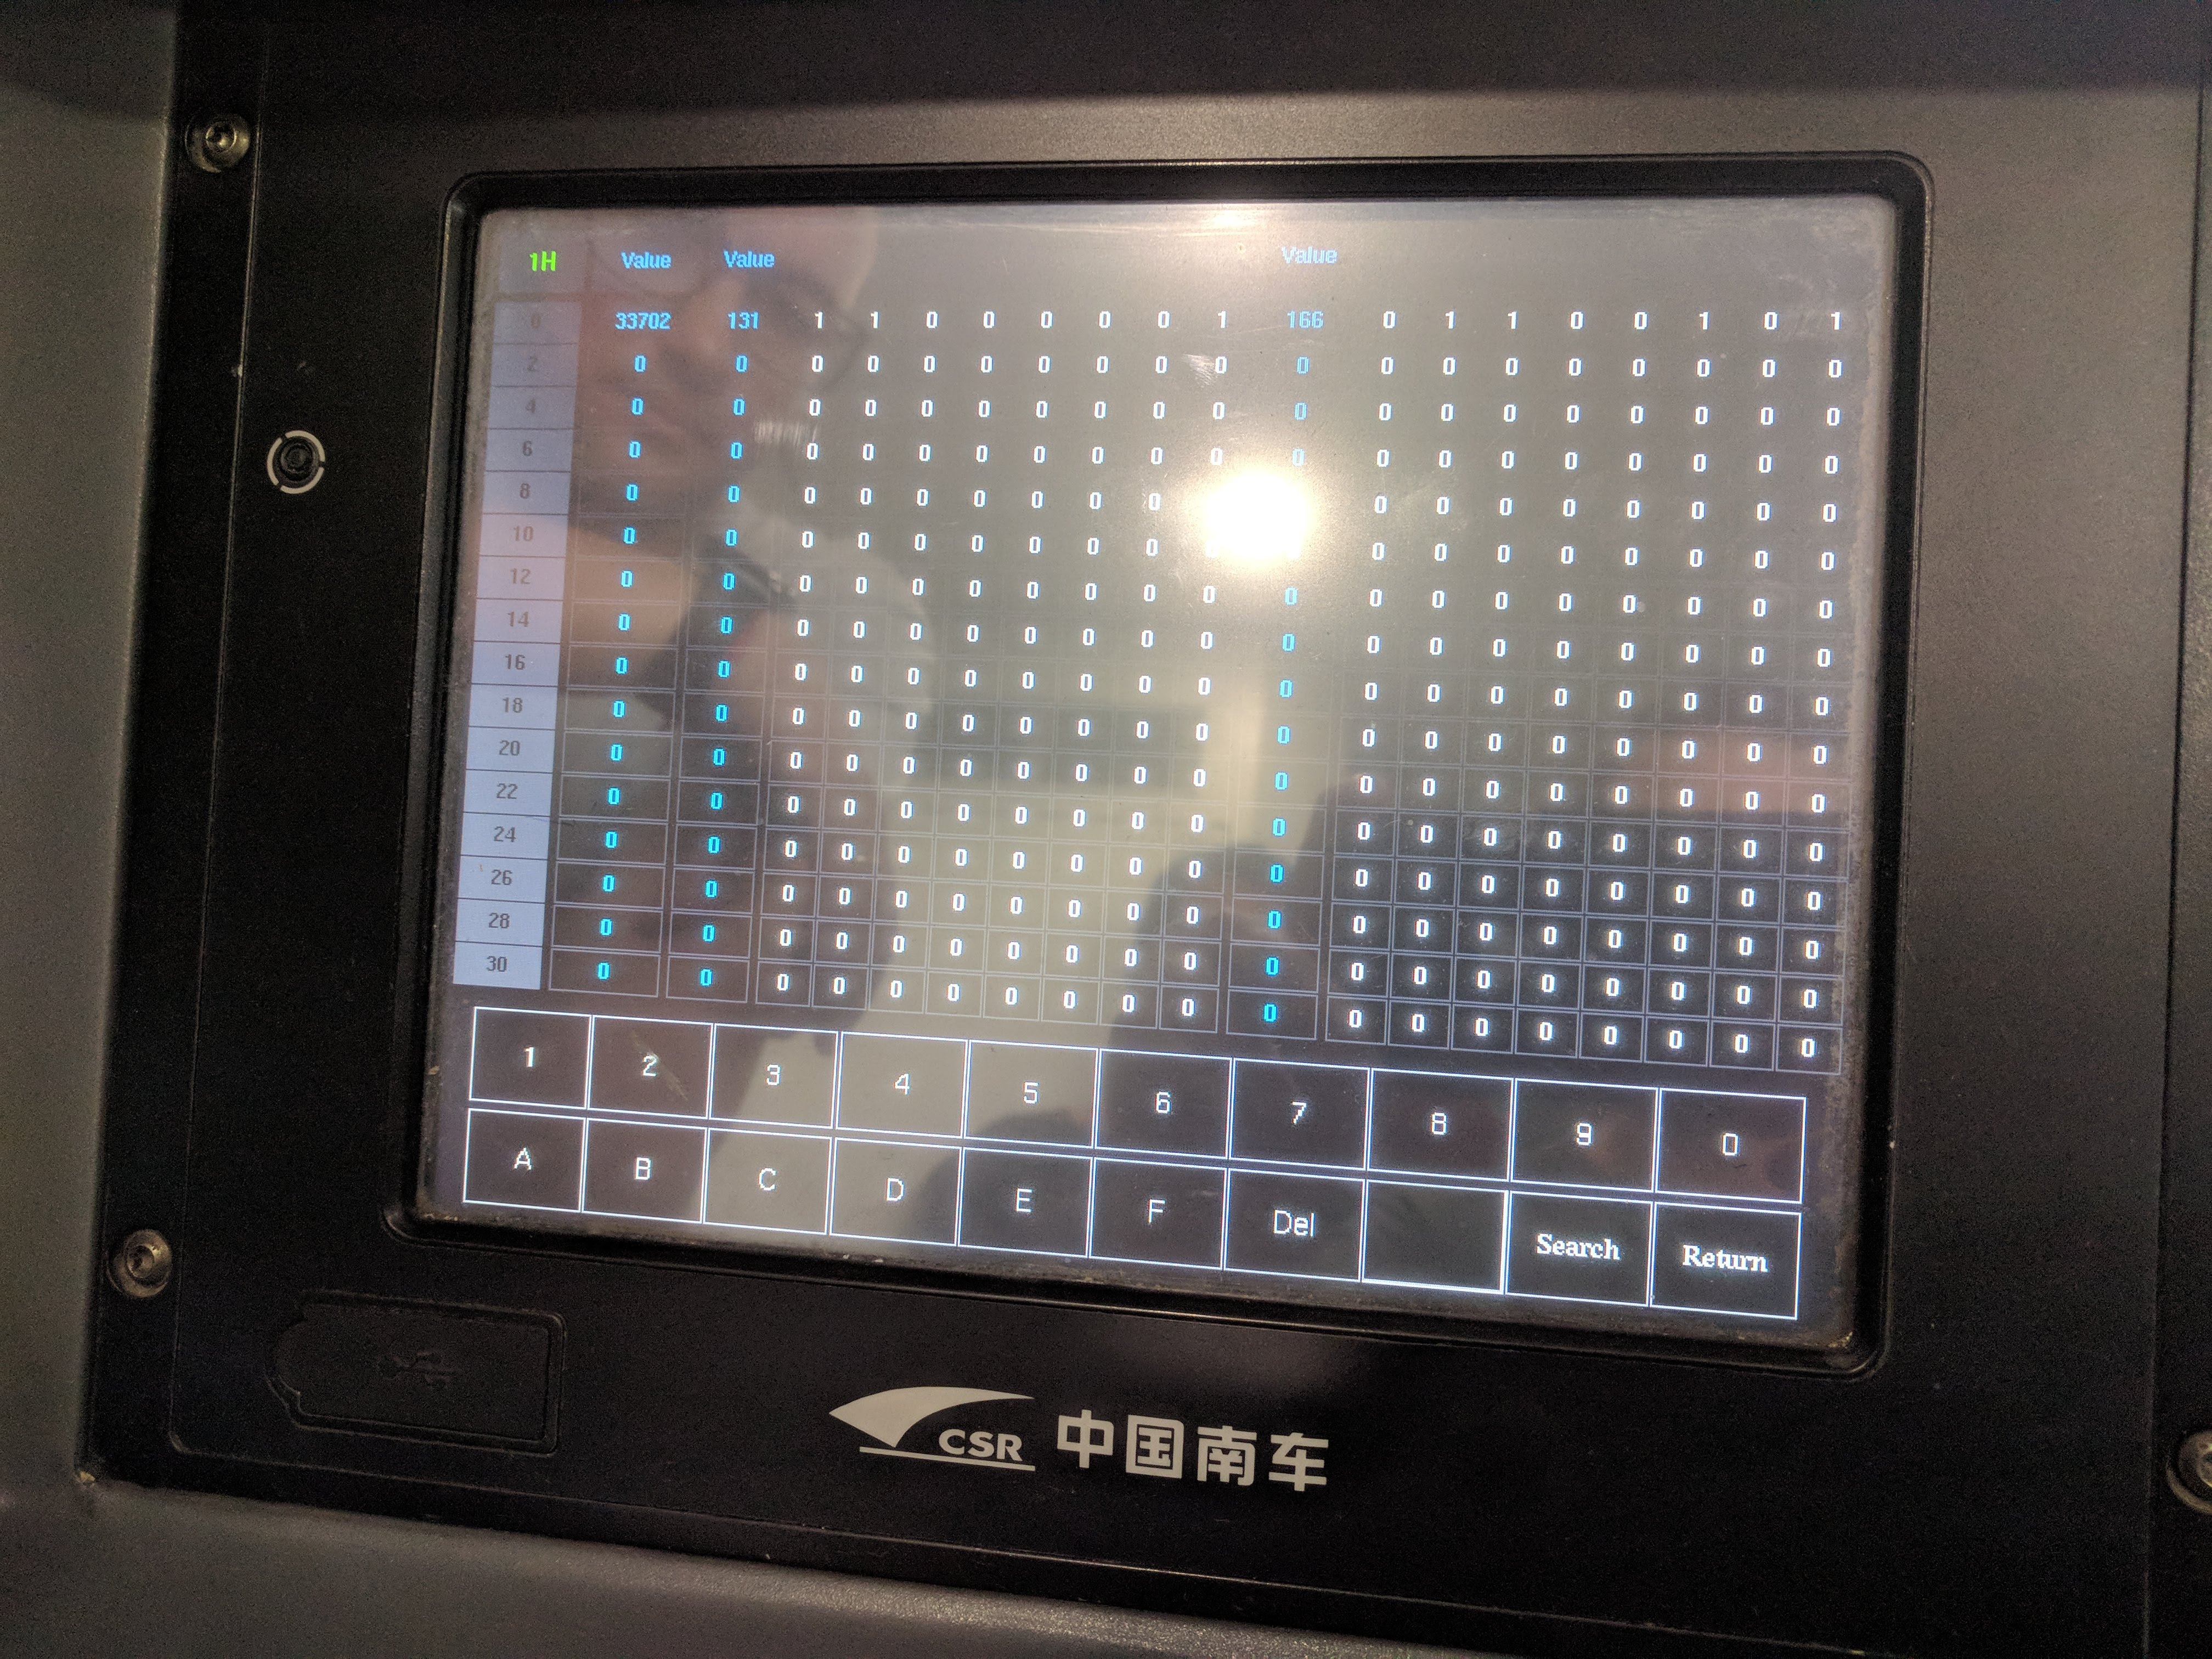 1H Value Value Value
0 33702 131 1 1 0 0 0 0 0 1 166 0 1 1 0 0 1 0 1
2 0 0 0 0 0 0 0 0 0 0 0 0 0 0 0 0 0 0 0
4 0 0 0 0 0 0 0 0 0 0 0 0 0 0 0 0 0 0 0
6 0 0 0 0 0 0 0 0 0 0 0 0 0 0 0 0 0 0 0
8 0 0 0 0 0 0 0 0 0 0 0 0 0 0 0 0 0
10 0 0 0 0 0 0 0 0 0 0 0 0 0 0 0 0 0
12 0 0 0 0 0 0 0 0 0 0 0 0 0 0 0 0 0 0 0
14 0 0 0 0 0 0 0 0 0 0 0 0 0 0 0 0 0 0 0
16 0 0 0 0 0 0 0 0 0 0 0 0 0 0 0 0 0 0 0
18 0 0 0 0 0 0 0 0 0 0 0 0 0 0 0 0 0 0 0
20 0 0 0 0 0 0 0 0 0 0 0 0 0 0 0 0 0 0 0
22 0 0 0 0 0 0 0 0 0 0 0 0 0 0 0 0 0 0 0
24 0 0 0 0 0 0 0 0 0 0 0 0 0 0 0 0 0 0 0
26 0 0 0 0 0 0 0 0 0 0 0 0 0 0 0 0 0 0 0
28 0 0 0 0 0 0 0 0 0 0 0 0 0 0 0 0 0 0 0
30 0 0 0 0 0 0 0 0 0 0 0 0 0 0 0 0 0 0 0
1 2 3 4 5 6 7 8 9 0
A B C D E F Del Search Return
CSR 中国南车